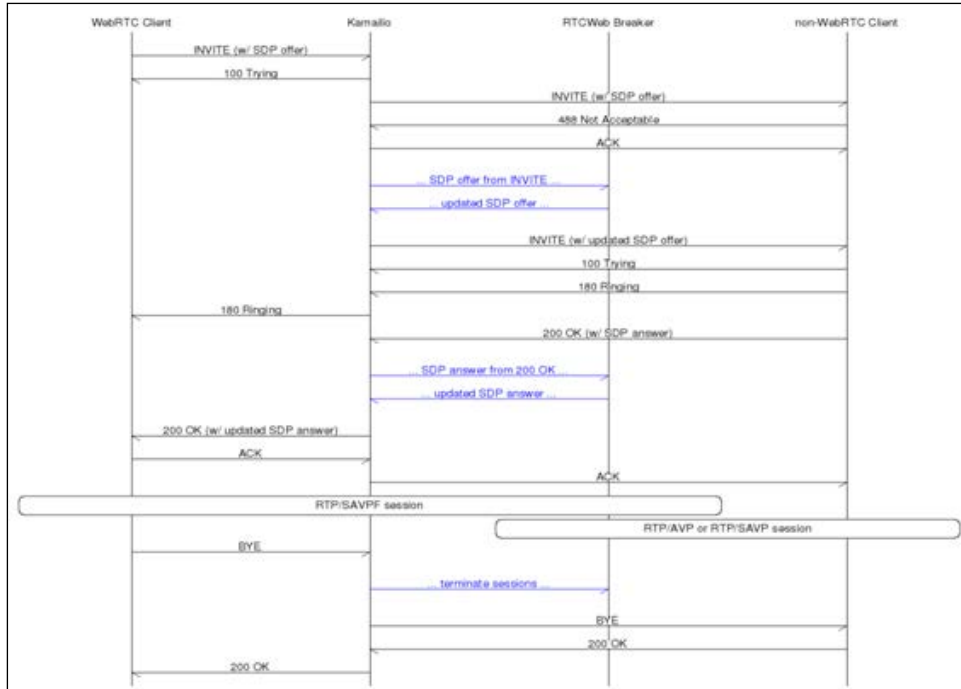 WebRTC Client
Kamailio
RTCWeb Breaker
non-WebRTC Client
INVITE (w/ SDP offer)
100 Trying
INVITE (w/ SDP offer)
488 Not Acceptable
ACK
... SDP offer from INVITE ...
... updated SDP offer ...
INVITE (w/ updated SDP offer)
100 Trying
180 Ringing
180 Ringing
200 OK (w/ SDP answer)
... SDP answer from 200 OK ...
... updated SDP answer ...
200 OK (w/ updated SDP answer)
ACK
ACK
RTP/SAVPF session
RTP/AVP or RTP/SAVP session
BYE
... terminate sessions ...
BYE
200 OK
200 OK